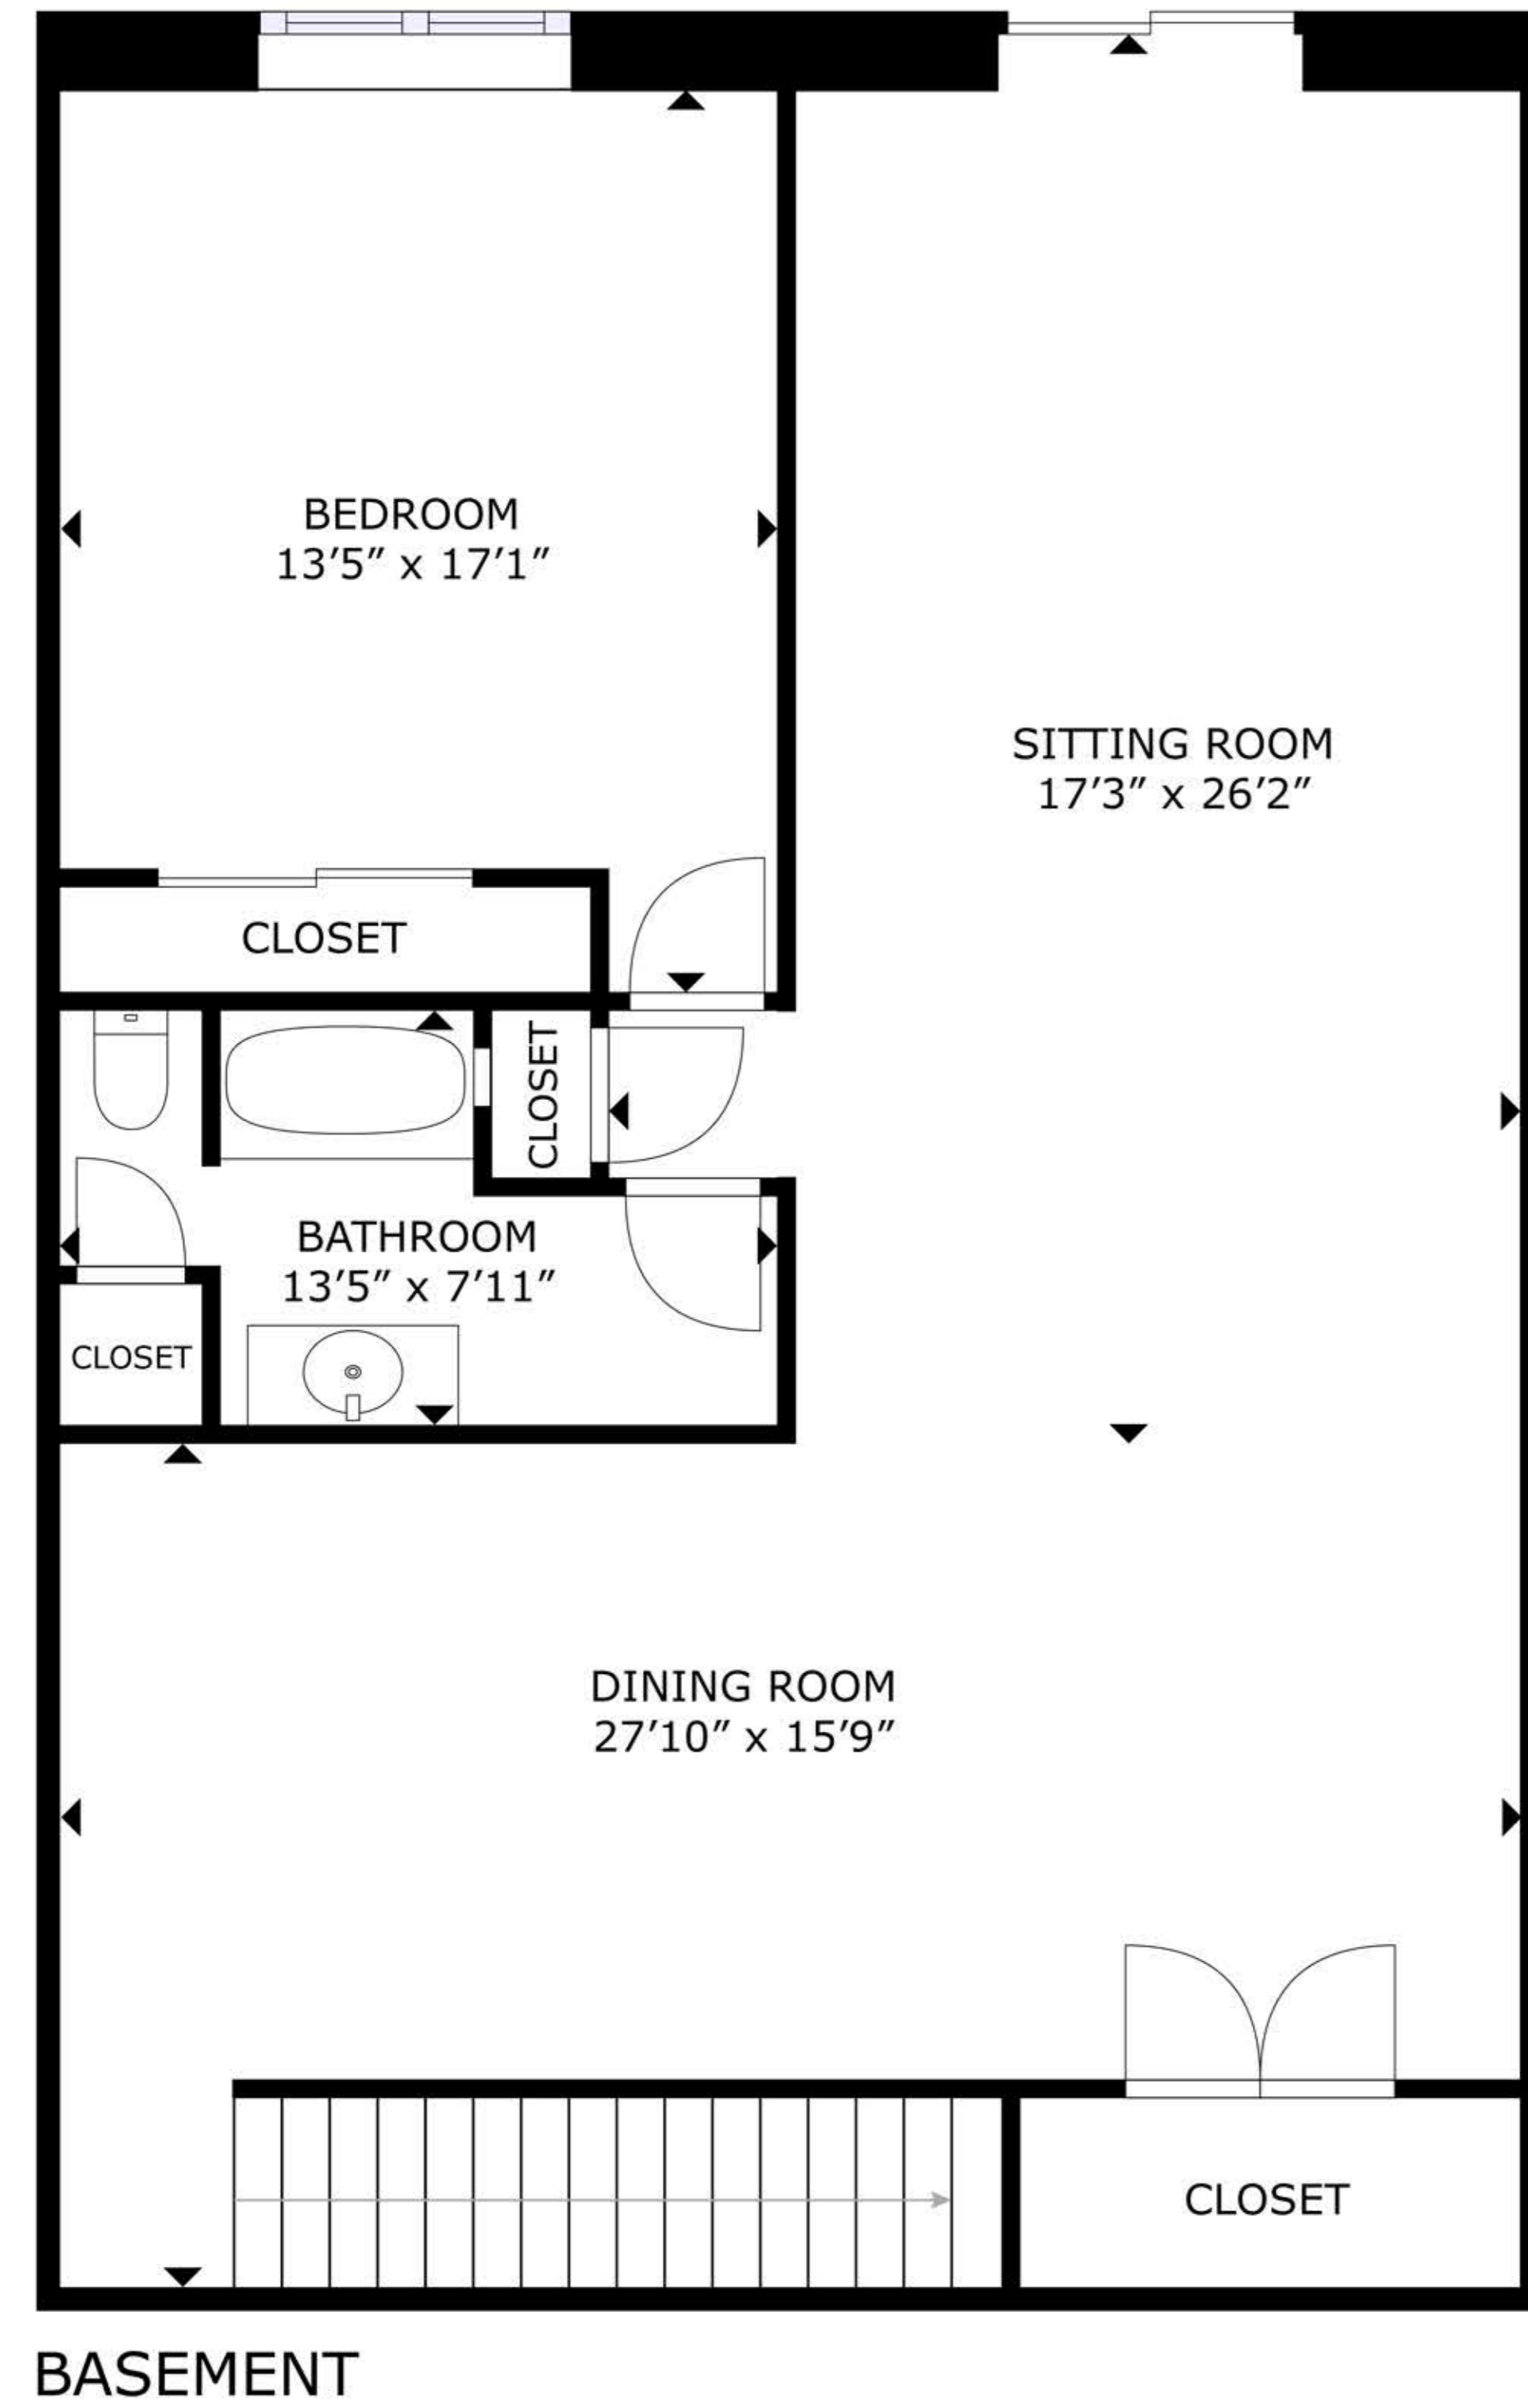 BEDROOM
13’5” x 17’1”
SITTING ROOM
17’3” x 26’2”
CLOSET
CLOSET
BATHROOM
13’5” x 7’11”
CLOSET
DINING ROOM
27’10” x 15’9”
CLOSET
BASEMENT